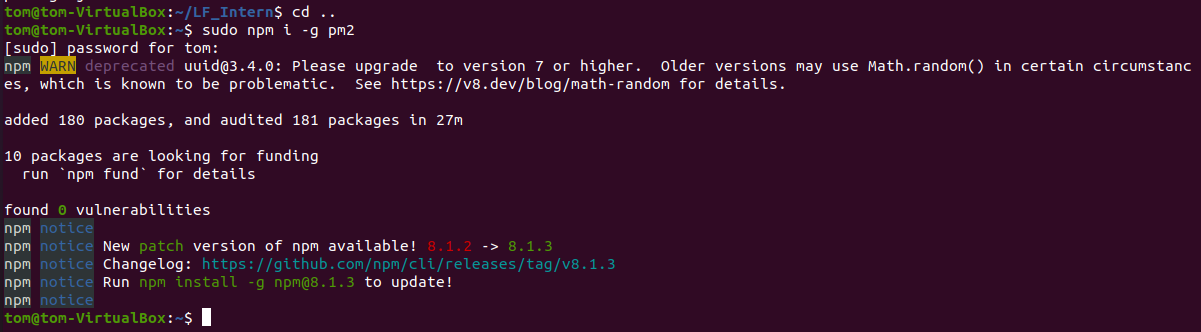 tom@tom-VirtualBox:~/LF_Intern$ cd ..
tom@tom-VirtualBox:~$ sudo npm i -g pm2
[sudo] password for tom:
npm WARN deprecated uuid@3.4.0: Please upgrade  to version 7 or higher.  Older versions may use Math.random() in certain circumstanc
es, which is known to be problematic.  See https://v8.dev/blog/math-random for details.
added 180 packages, and audited 181 packages in 27m
10 packages are looking for funding
  run `npm fund` for details
found 0 vulnerabilities
npm notice
npm notice New patch version of npm available! 8.1.2 -> 8.1.3
npm notice Changelog: https://github.com/npm/cli/releases/tag/v8.1.3
npm notice Run npm install -g npm@8.1.3 to update!
npm notice
tom@tom-VirtualBox:~$